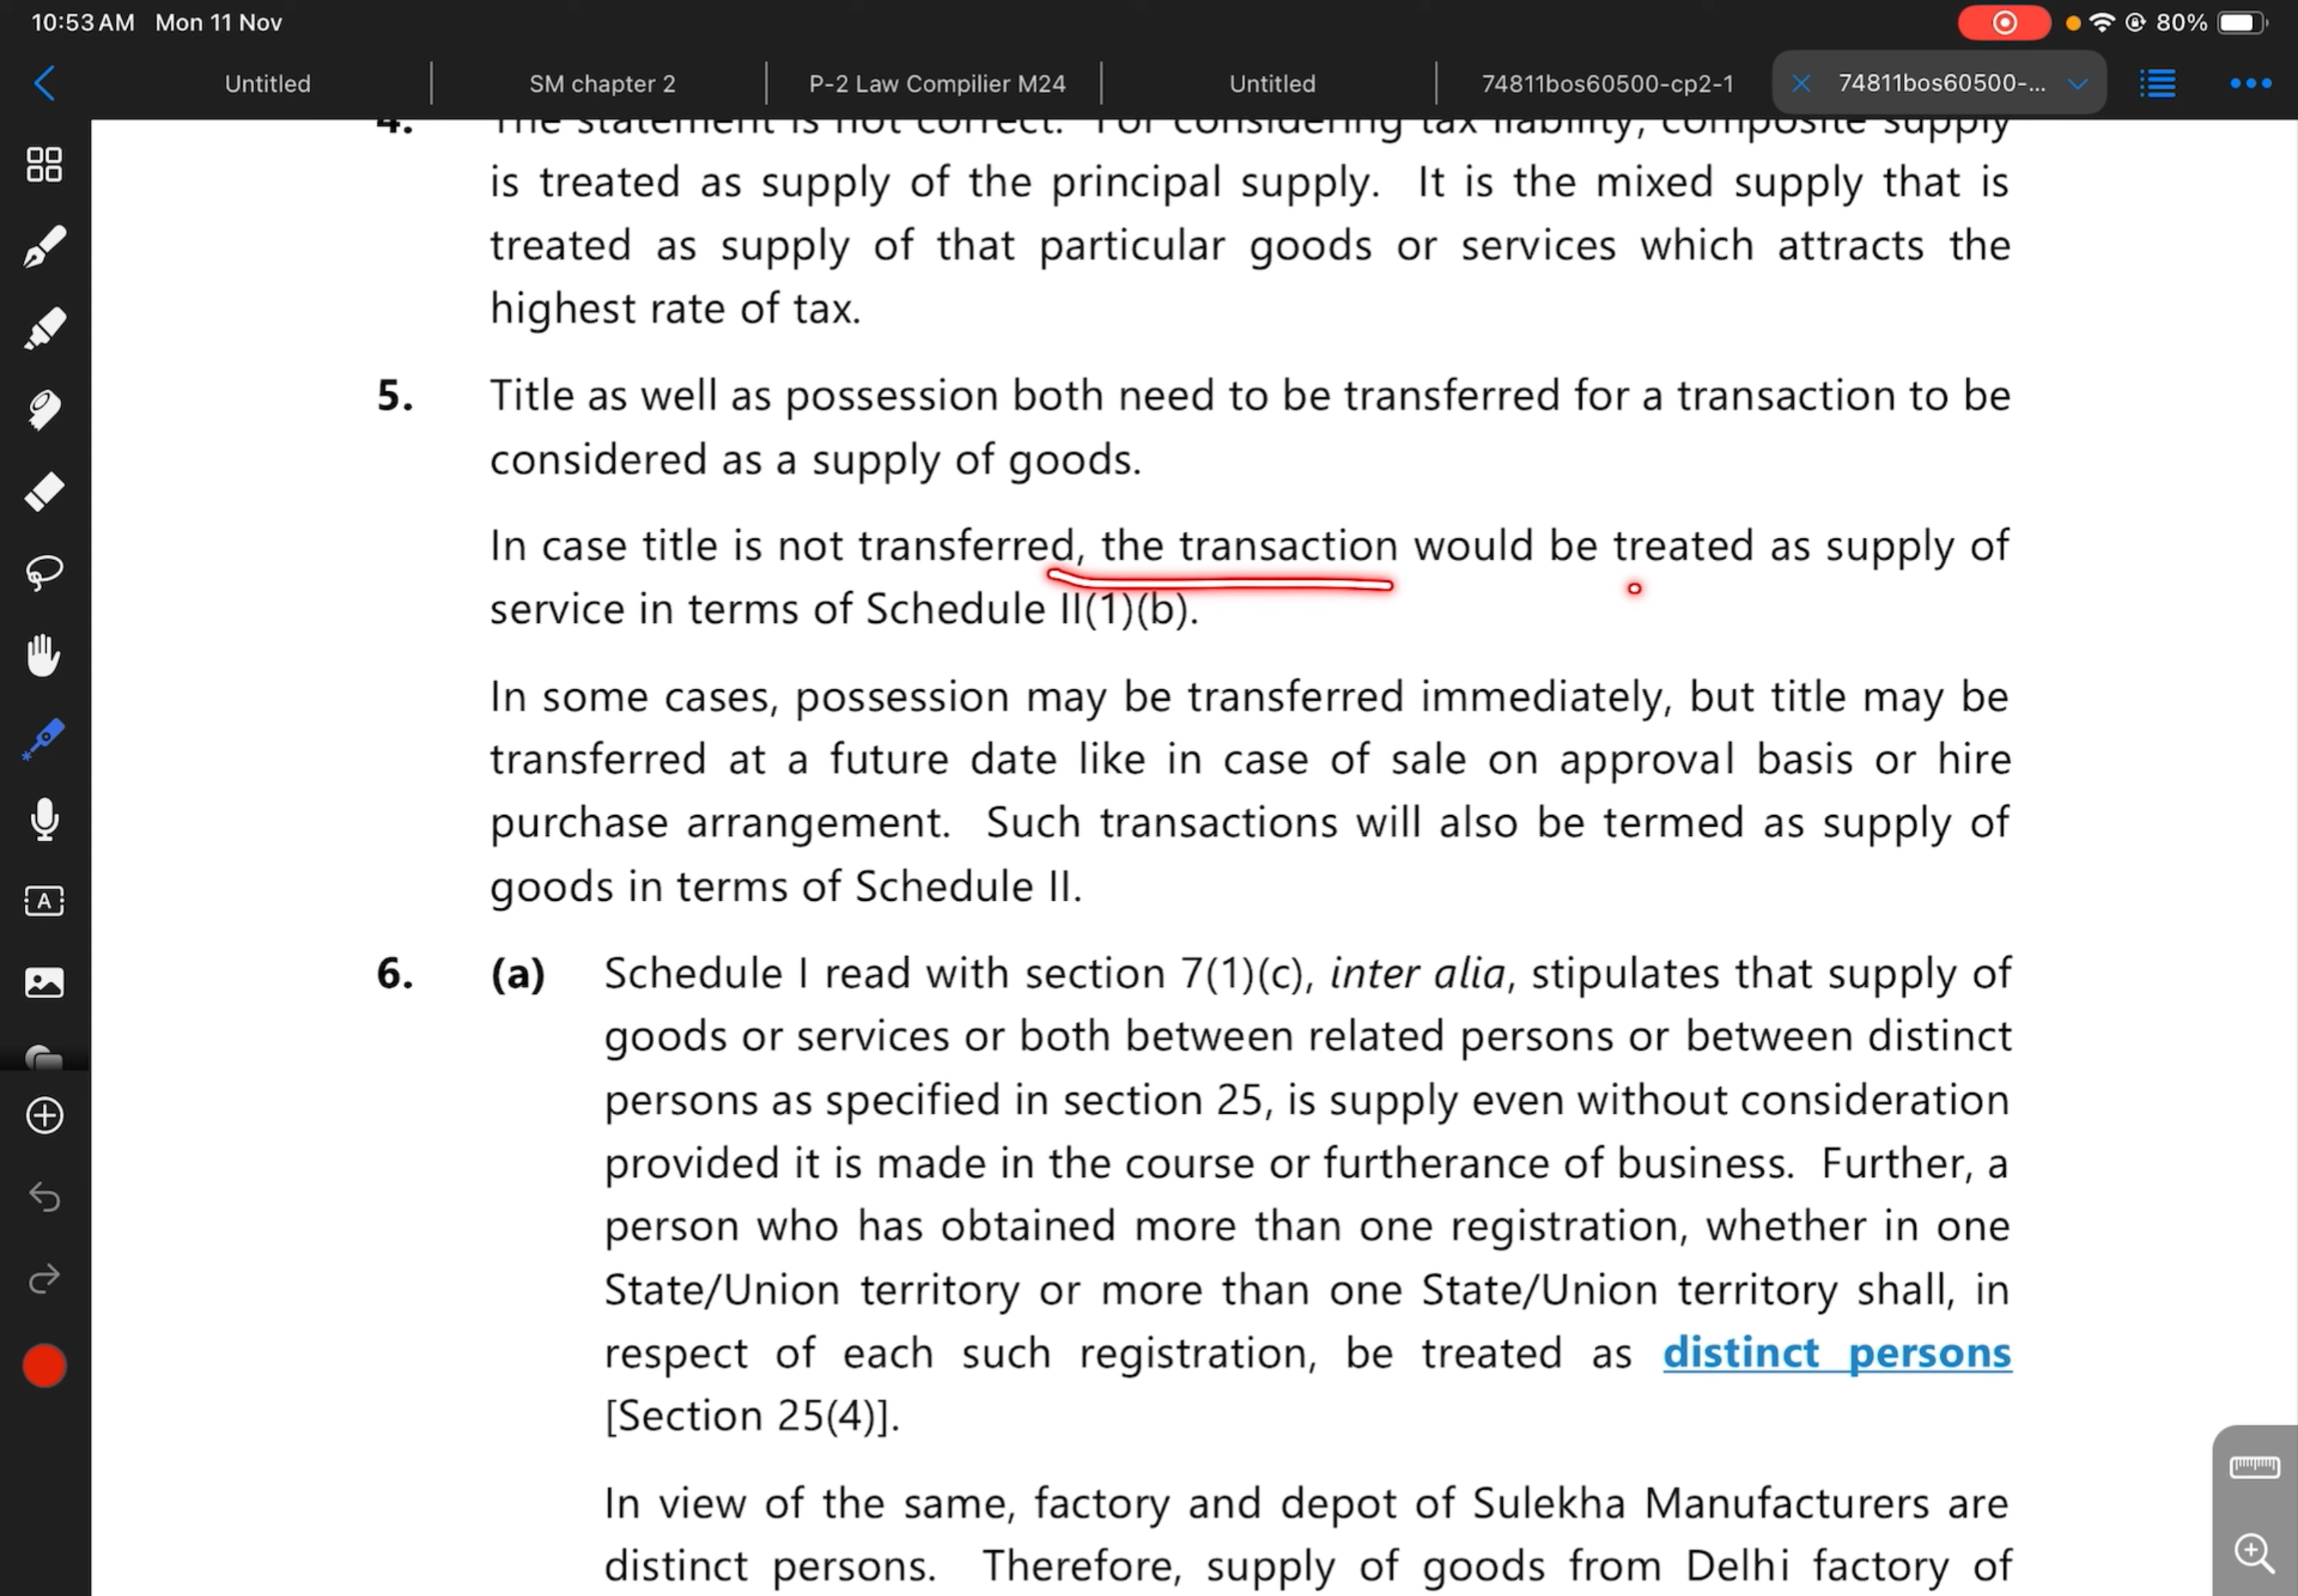 10:53 AM Mon 11 Nov
80%
Untitled
SM chapter 2
P-2 Law Compilier M24
Untitled
74811bos60500-cp2-1
74811bos60500-...
4. The statement is not correct. For considering tax liability, composite supply
is treated as supply of the principal supply. It is the mixed supply that is
treated as supply of that particular goods or services which attracts the
highest rate of tax.
5. Title as well as possession both need to be transferred for a transaction to be
considered as a supply of goods.
In case title is not transferred, the transaction would be treated as supply of
service in terms of Schedule II(1)(b).
In some cases, possession may be transferred immediately, but title may be
transferred at a future date like in case of sale on approval basis or hire
purchase arrangement. Such transactions will also be termed as supply of
goods in terms of Schedule II.
6. (a) Schedule I read with section 7(1)(c), inter alia, stipulates that supply of
goods or services or both between related persons or between distinct
persons as specified in section 25, is supply even without consideration
provided it is made in the course or furtherance of business. Further, a
person who has obtained more than one registration, whether in one
State/Union territory or more than one State/Union territory shall, in
respect of each such registration, be treated as distinct persons
[Section 25(4)].
In view of the same, factory and depot of Sulekha Manufacturers are
distinct persons. Therefore, supply of goods from Delhi factory of